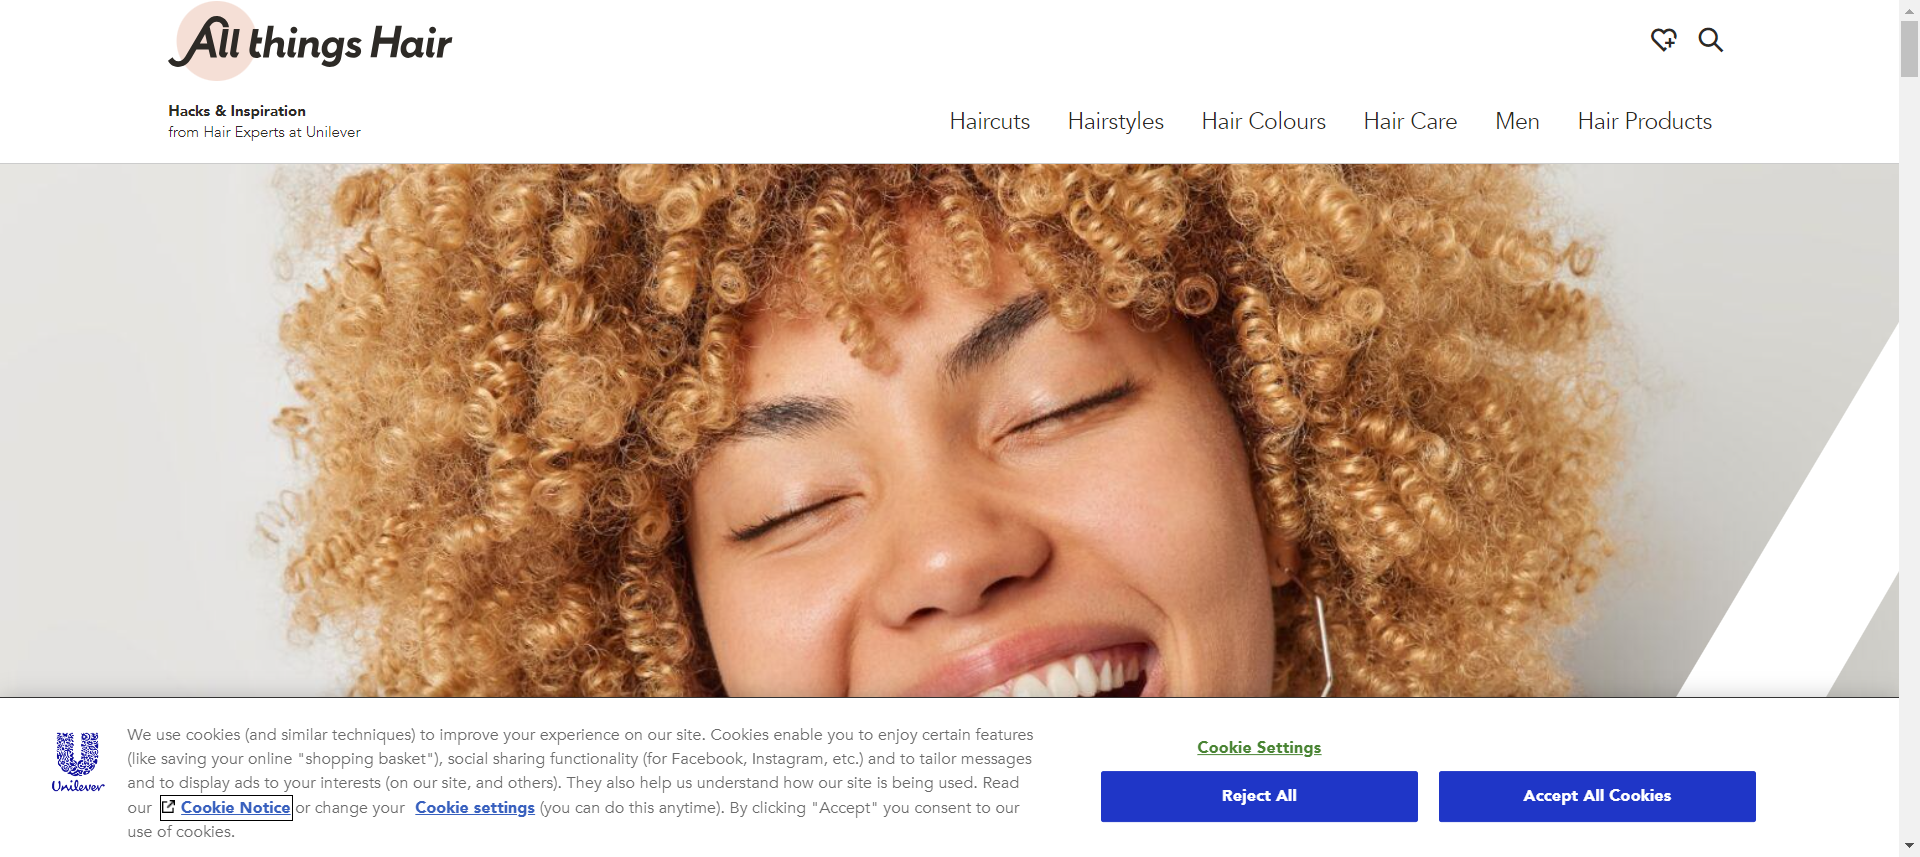 All things Hair
Hacks & Inspiration
from Hair Experts at Unilever
Haircuts Hairstyles Hair Colours Hair Care Men Hair Products
We use cookies (and similar techniques) to improve your experience on our site. Cookies enable you to enjoy certain features
(like saving your online "shopping basket"), social sharing functionality (for Facebook, Instagram, etc.) and to tailor messages
and to display ads to your interests (on our site, and others). They also help us understand how our site is being used. Read
our Cookie Notice or change your Cookie settings (you can do this anytime). By clicking "Accept" you consent to our
use of cookies.
Unilever
Cookie Settings
Reject All
Accept All Cookies